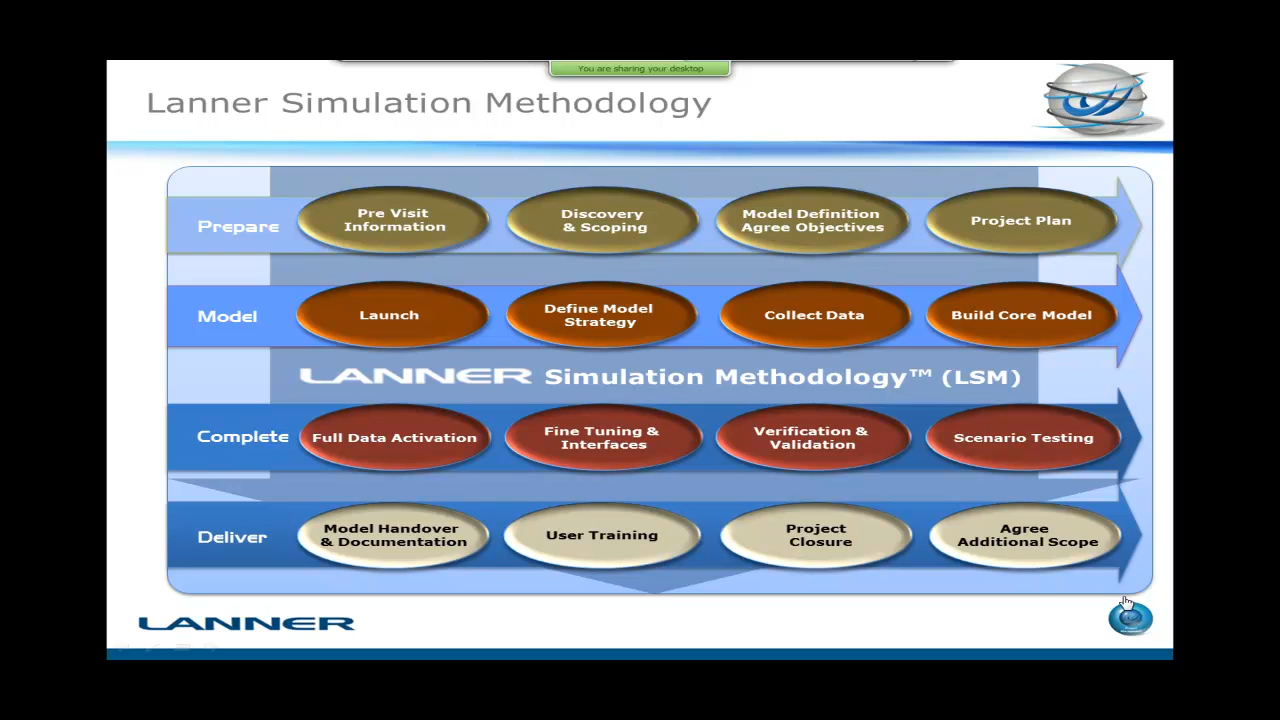 You are sharing your desktop
Lanner Simulation Methodology
Prepare
Pre Visit
Information
Discovery
& Scoping
Model Definition
Agree Objectives
Project Plan
Model
Launch
Define Model
Strategy
Collect Data
Build Core Model
LANNER Simulation Methodology™ (LSM)
Complete
Full Data Activation
Fine Tuning &
Interfaces
Verification &
Validation
Scenario Testing
Deliver
Model Handover
& Documentation
User Training
Project
Closure
Agree
Additional Scope
LANNER